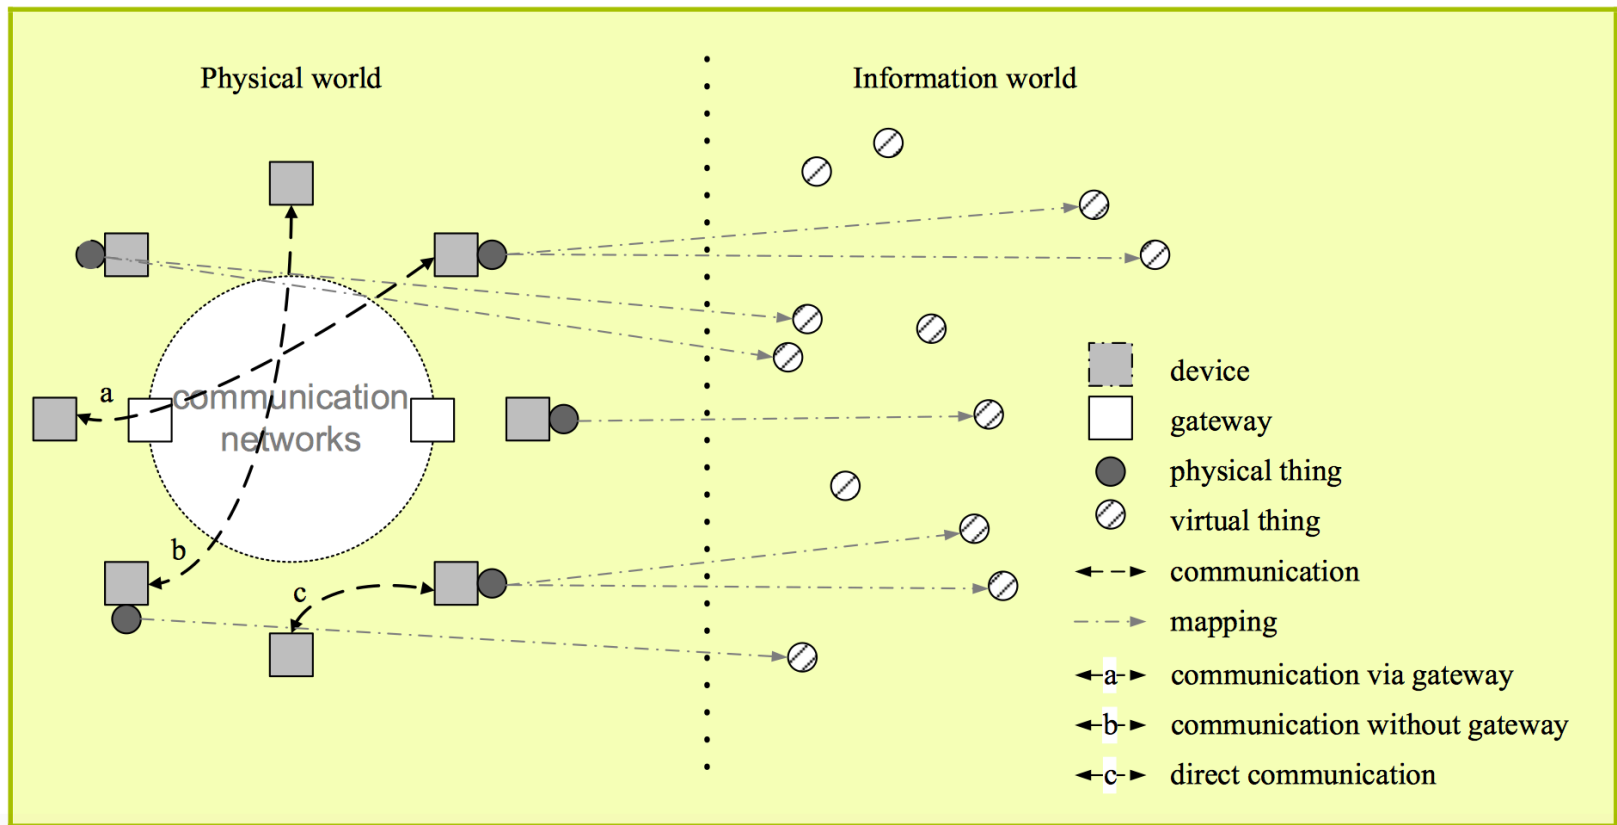 Physical world
Information world
a
communication
networks
b
c
device
gateway
physical thing
virtual thing
communication
mapping
a communication via gateway
b communication without gateway
c direct communication